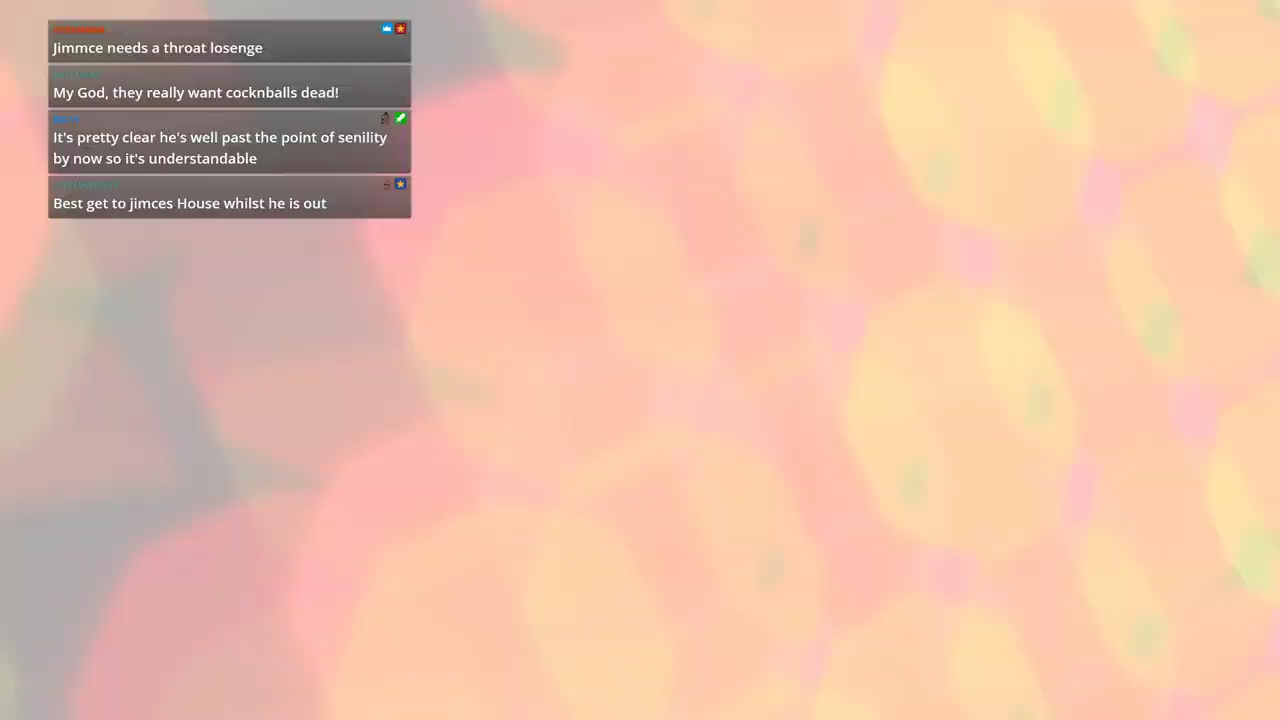 Jimmce needs a throat losenge
My God, they really want cocknballs dead!
It's pretty clear he's well past the point of senility
by now so it's understandable
Best get to jimces House whilst he is out